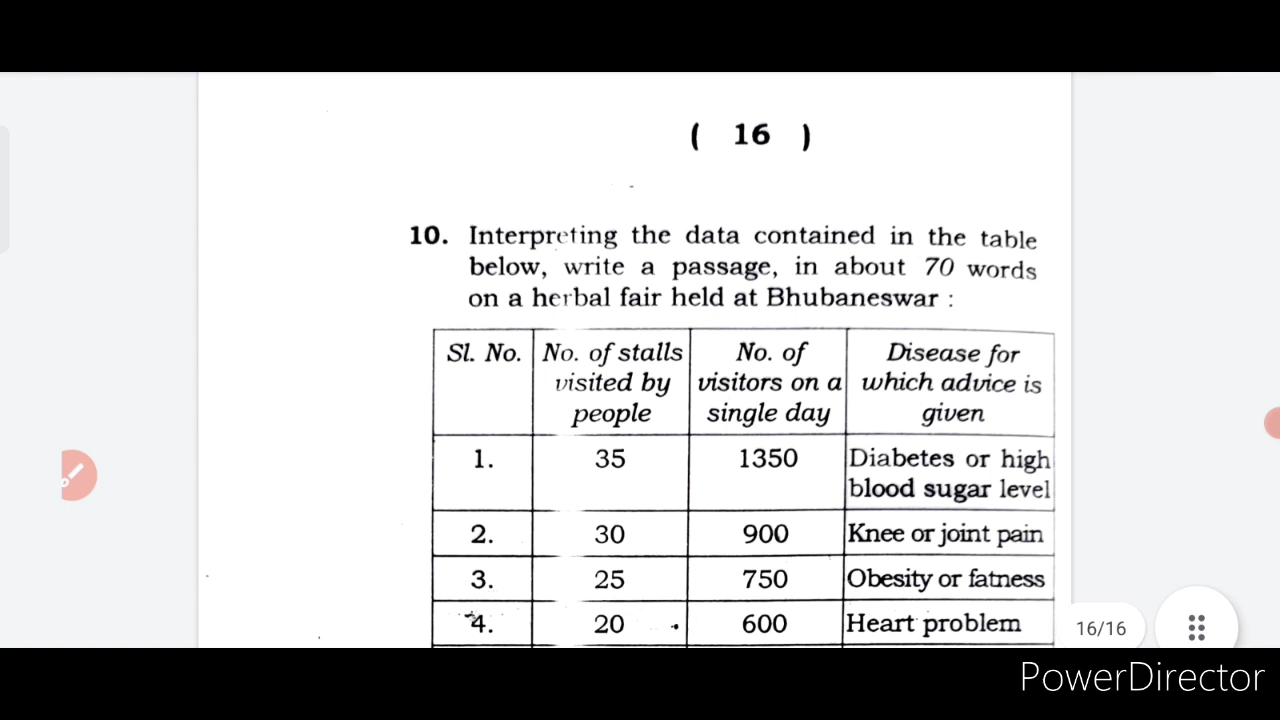 ( 16 )
10. Interpreting the data contained in the table
below, write a passage, in about 70 words
on a herbal fair held at Bhubaneswar :
Sl. No. No. of stalls visited by people No. of visitors on a single day Disease for which advice is given
1. 35 1350 Diabetes or high blood sugar level
2. 30 900 Knee or joint pain
3. 25 750 Obesity or fatness
4. 20 600 Heart problem
16/16
PowerDirector